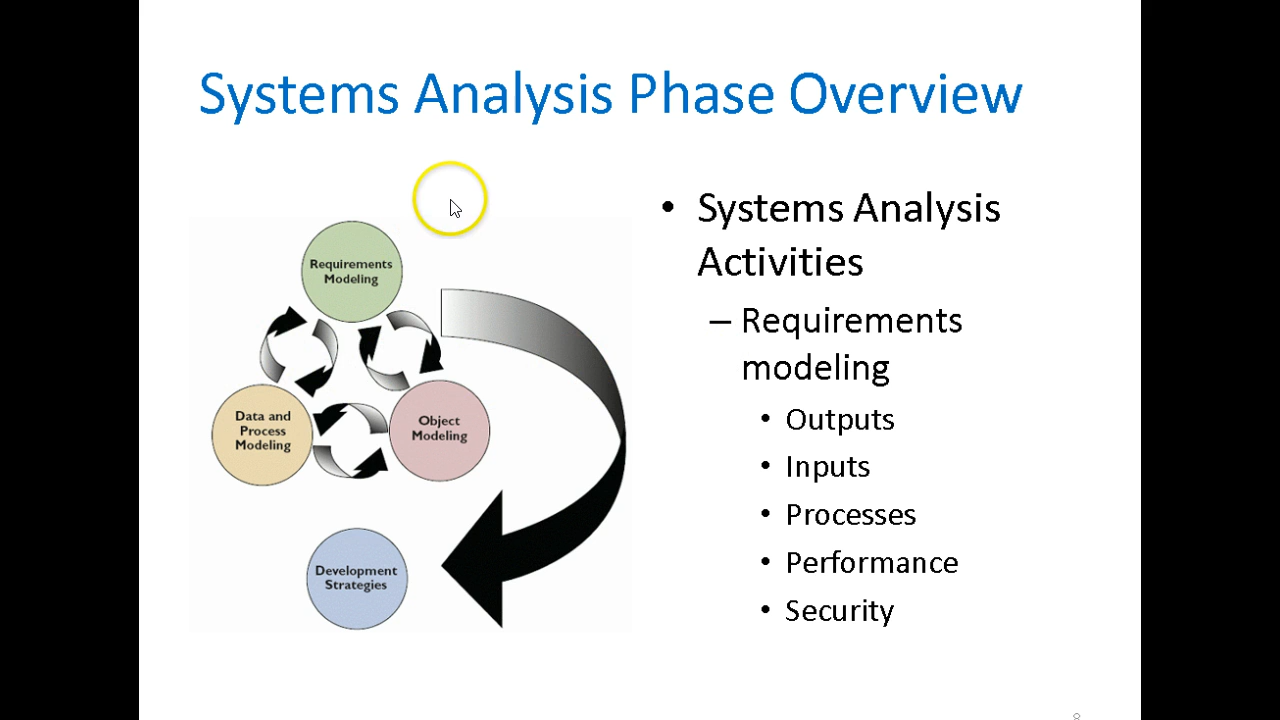 Systems Analysis Phase Overview
Requirements
Modeling
Data and
Process
Modeling
Object
Modeling
Development
Strategies
• Systems Analysis
Activities
– Requirements
modeling
• Outputs
• Inputs
• Processes
• Performance
• Security
8